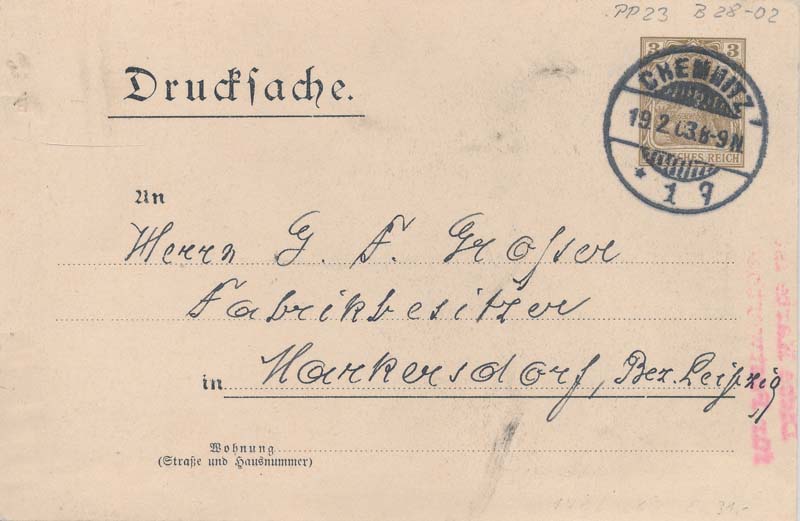 PP23 B28-02
Drucksache.
3 3
CHEMNITZ
19.2.03.8-9N
* 1 q
DEUTSCHES REICH
An
Herrn G. F. Grosser
Fabrikbesitzer
in Markersdorf, Bez. Leipzig
Wohnung
(Straße und Hausnummer)
31,-